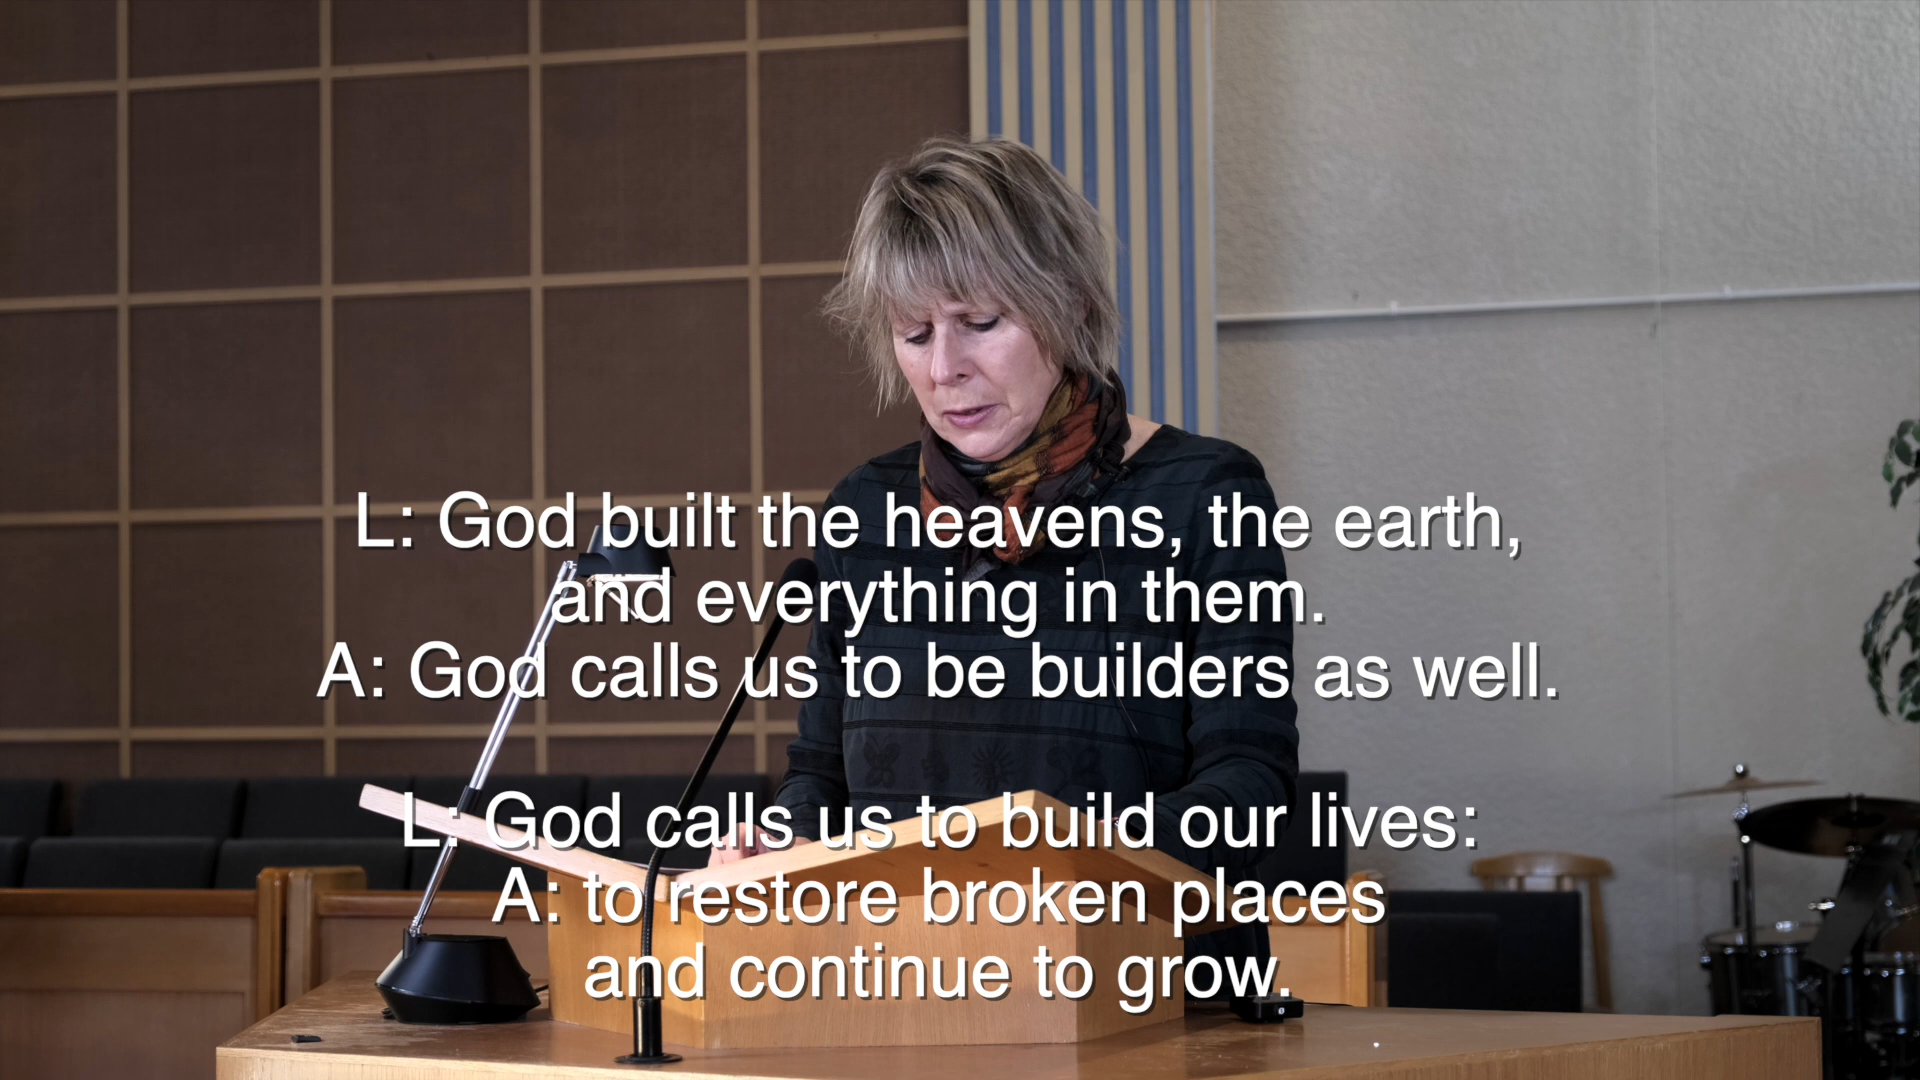 L: God built the heavens, the earth,
and everything in them.
A: God calls us to be builders as well.
L: God calls us to build our lives:
A: to restore broken places
and continue to grow.